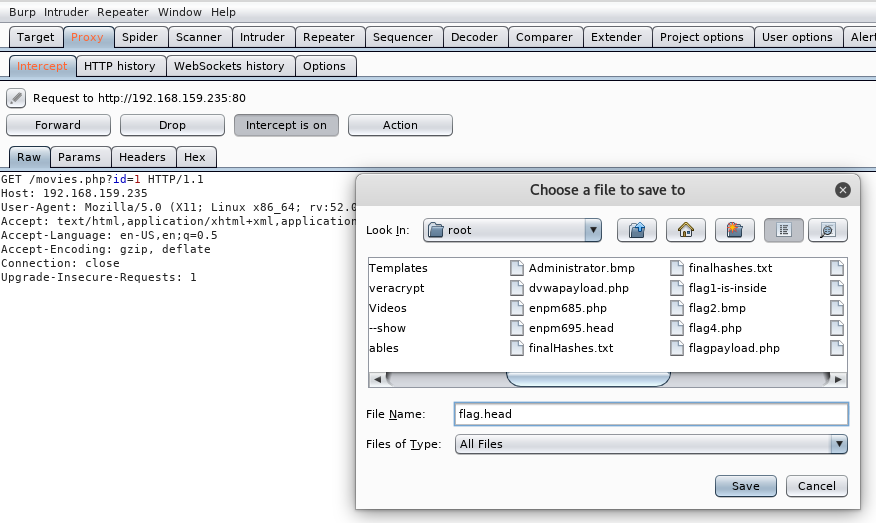 Burp Intruder Repeater Window Help
Target Proxy Spider Scanner Intruder Repeater Sequencer Decoder Comparer Extender Project options User options Alert
Intercept HTTP history WebSockets history Options
Request to http://192.168.159.235:80
Forward Drop Intercept is on Action
Raw Params Headers Hex
GET /movies.php?id=1 HTTP/1.1
Host: 192.168.159.235
User-Agent: Mozilla/5.0 (X11; Linux x86_64; rv:52.0
Accept: text/html,application/xhtml+xml,application
Accept-Language: en-US,en;q=0.5
Accept-Encoding: gzip, deflate
Connection: close
Upgrade-Insecure-Requests: 1
Choose a file to save to
Look In: root
Templates Administrator.bmp finalhashes.txt
veracrypt dvwapayload.php flag1-is-inside
Videos enpm685.php flag2.bmp
--show enpm695.head flag4.php
ables finalHashes.txt flagpayload.php
File Name: flag.head
Files of Type: All Files
Save Cancel